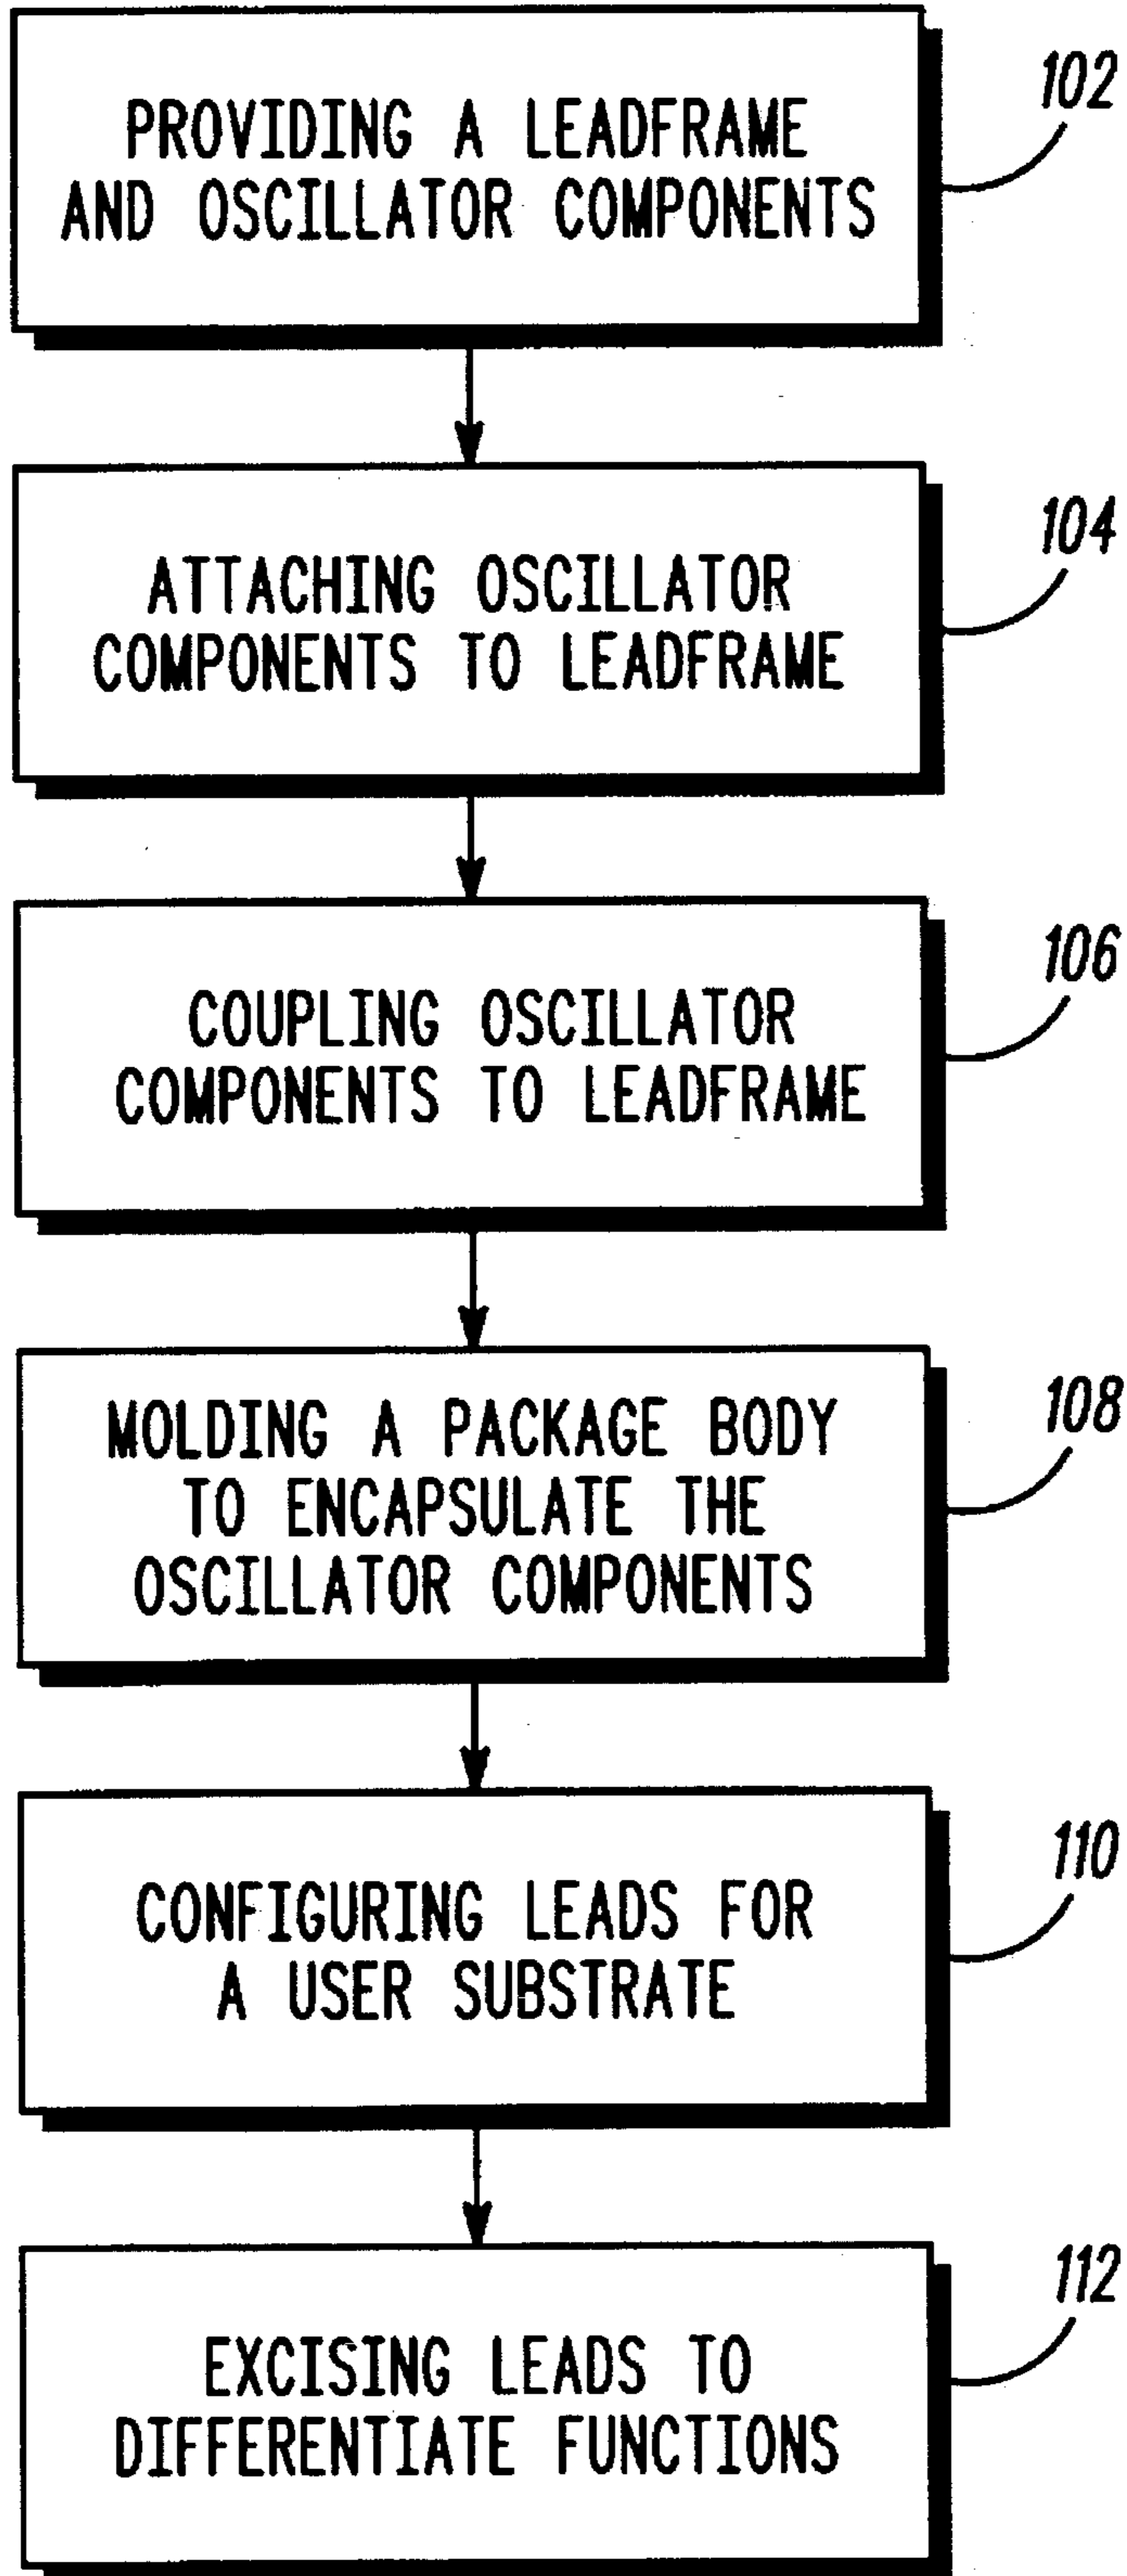 PROVIDING A LEADFRAME
AND OSCILLATOR COMPONENTS
102
ATTACHING OSCILLATOR
COMPONENTS TO LEADFRAME
104
COUPLING OSCILLATOR
COMPONENTS TO LEADFRAME
106
MOLDING A PACKAGE BODY
TO ENCAPSULATE THE
OSCILLATOR COMPONENTS
108
CONFIGURING LEADS FOR
A USER SUBSTRATE
110
EXCISING LEADS TO
DIFFERENTIATE FUNCTIONS
112